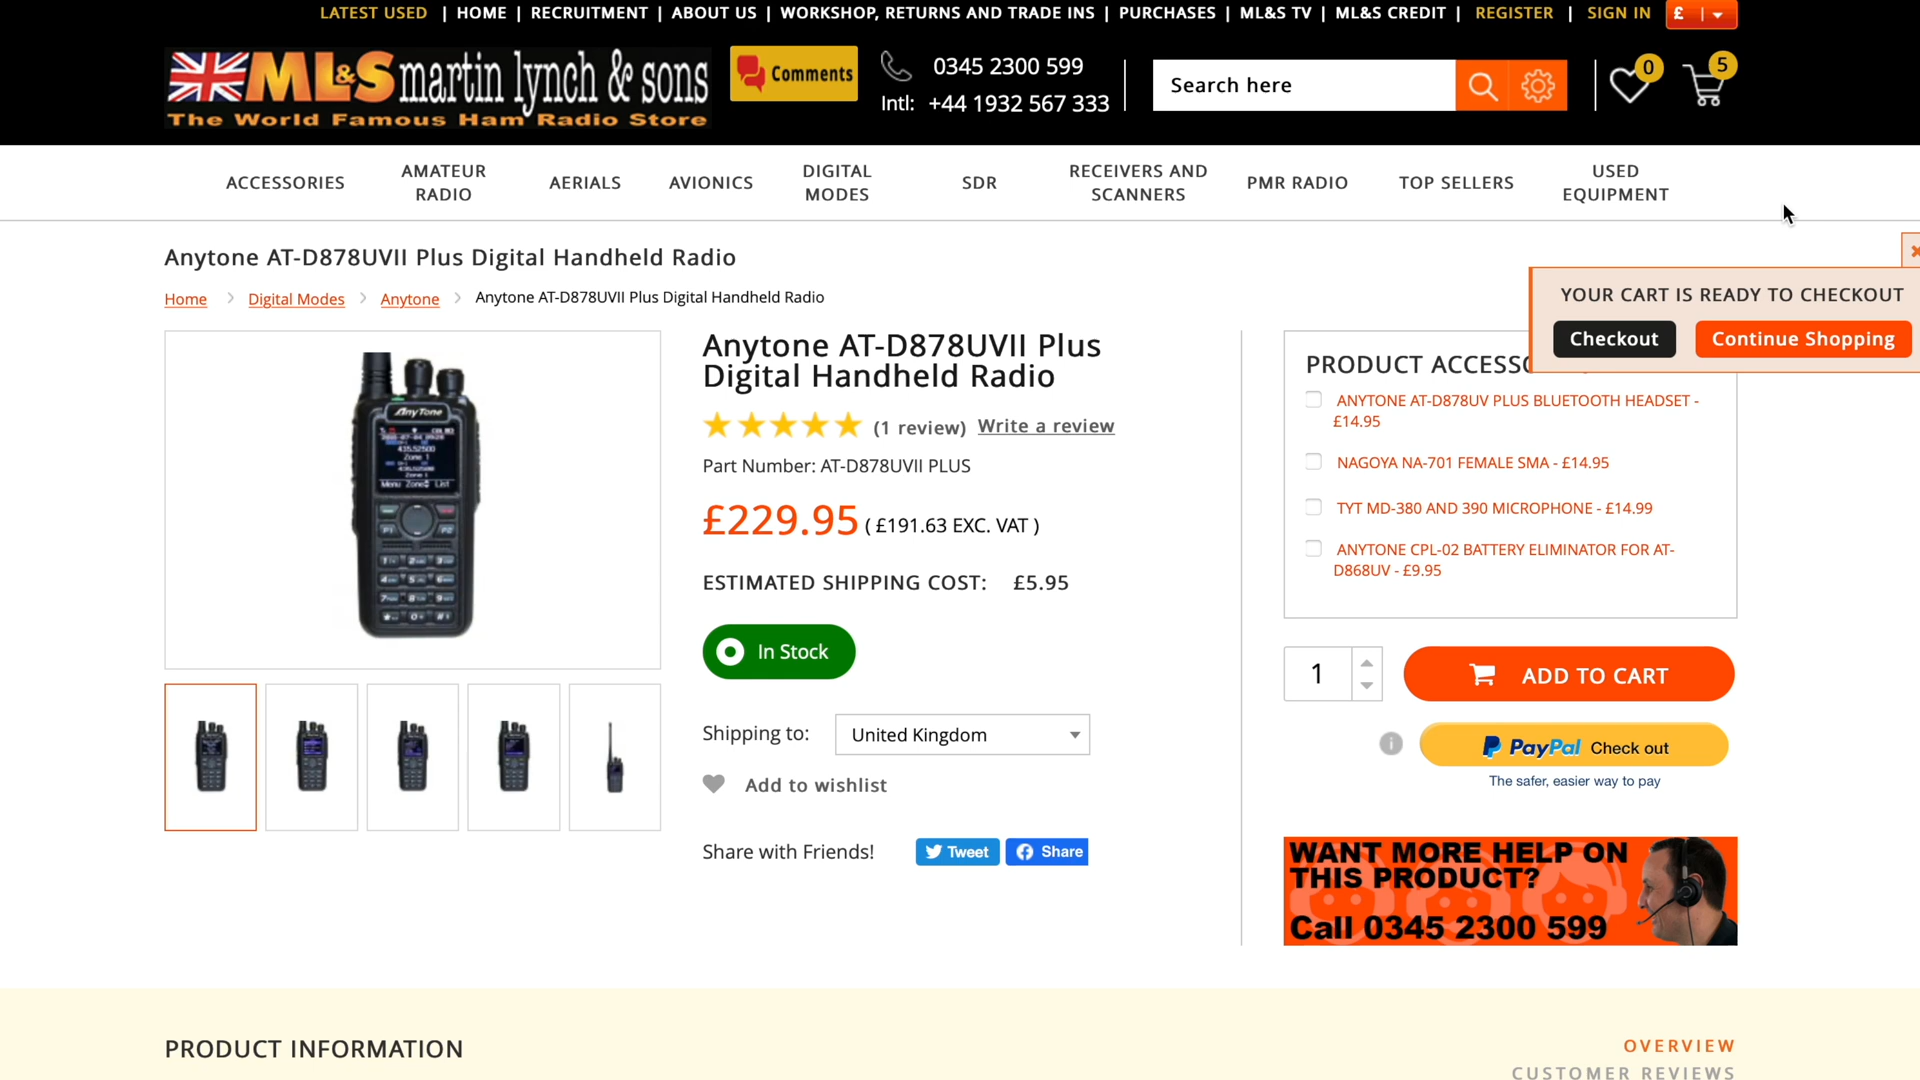 LATEST USED | HOME | RECRUITMENT | ABOUT US | WORKSHOP, RETURNS AND TRADE INS | PURCHASES | ML&S TV | ML&S CREDIT | REGISTER | SIGN IN £ |
ML&S martin lynch & sons
The World Famous Ham Radio Store
Comments
0345 2300 599
Intl: +44 1932 567 333
Search here
0
5
ACCESSORIES
AMATEUR
RADIO
AERIALS
AVIONICS
DIGITAL
MODES
SDR
RECEIVERS AND
SCANNERS
PMR RADIO
TOP SELLERS
USED
EQUIPMENT
Anytone AT-D878UVII Plus Digital Handheld Radio
Home > Digital Modes > Anytone > Anytone AT-D878UVII Plus Digital Handheld Radio
YOUR CART IS READY TO CHECKOUT
Checkout
Continue Shopping
AnyTone
Zone 1
Menu Zone List
Anytone AT-D878UVII Plus
Digital Handheld Radio
(1 review) Write a review
Part Number: AT-D878UVII PLUS
£229.95 ( £191.63 EXC. VAT )
ESTIMATED SHIPPING COST: £5.95
In Stock
Shipping to: United Kingdom
Add to wishlist
Share with Friends! Tweet Share
PRODUCT ACCESSO
ANYTONE AT-D878UV PLUS BLUETOOTH HEADSET -
£14.95
NAGOYA NA-701 FEMALE SMA - £14.95
TYT MD-380 AND 390 MICROPHONE - £14.99
ANYTONE CPL-02 BATTERY ELIMINATOR FOR AT-
D868UV - £9.95
1
ADD TO CART
PayPal Check out
The safer, easier way to pay
WANT MORE HELP ON
THIS PRODUCT?
Call 0345 2300 599
PRODUCT INFORMATION
OVERVIEW
CUSTOMER REVIEWS